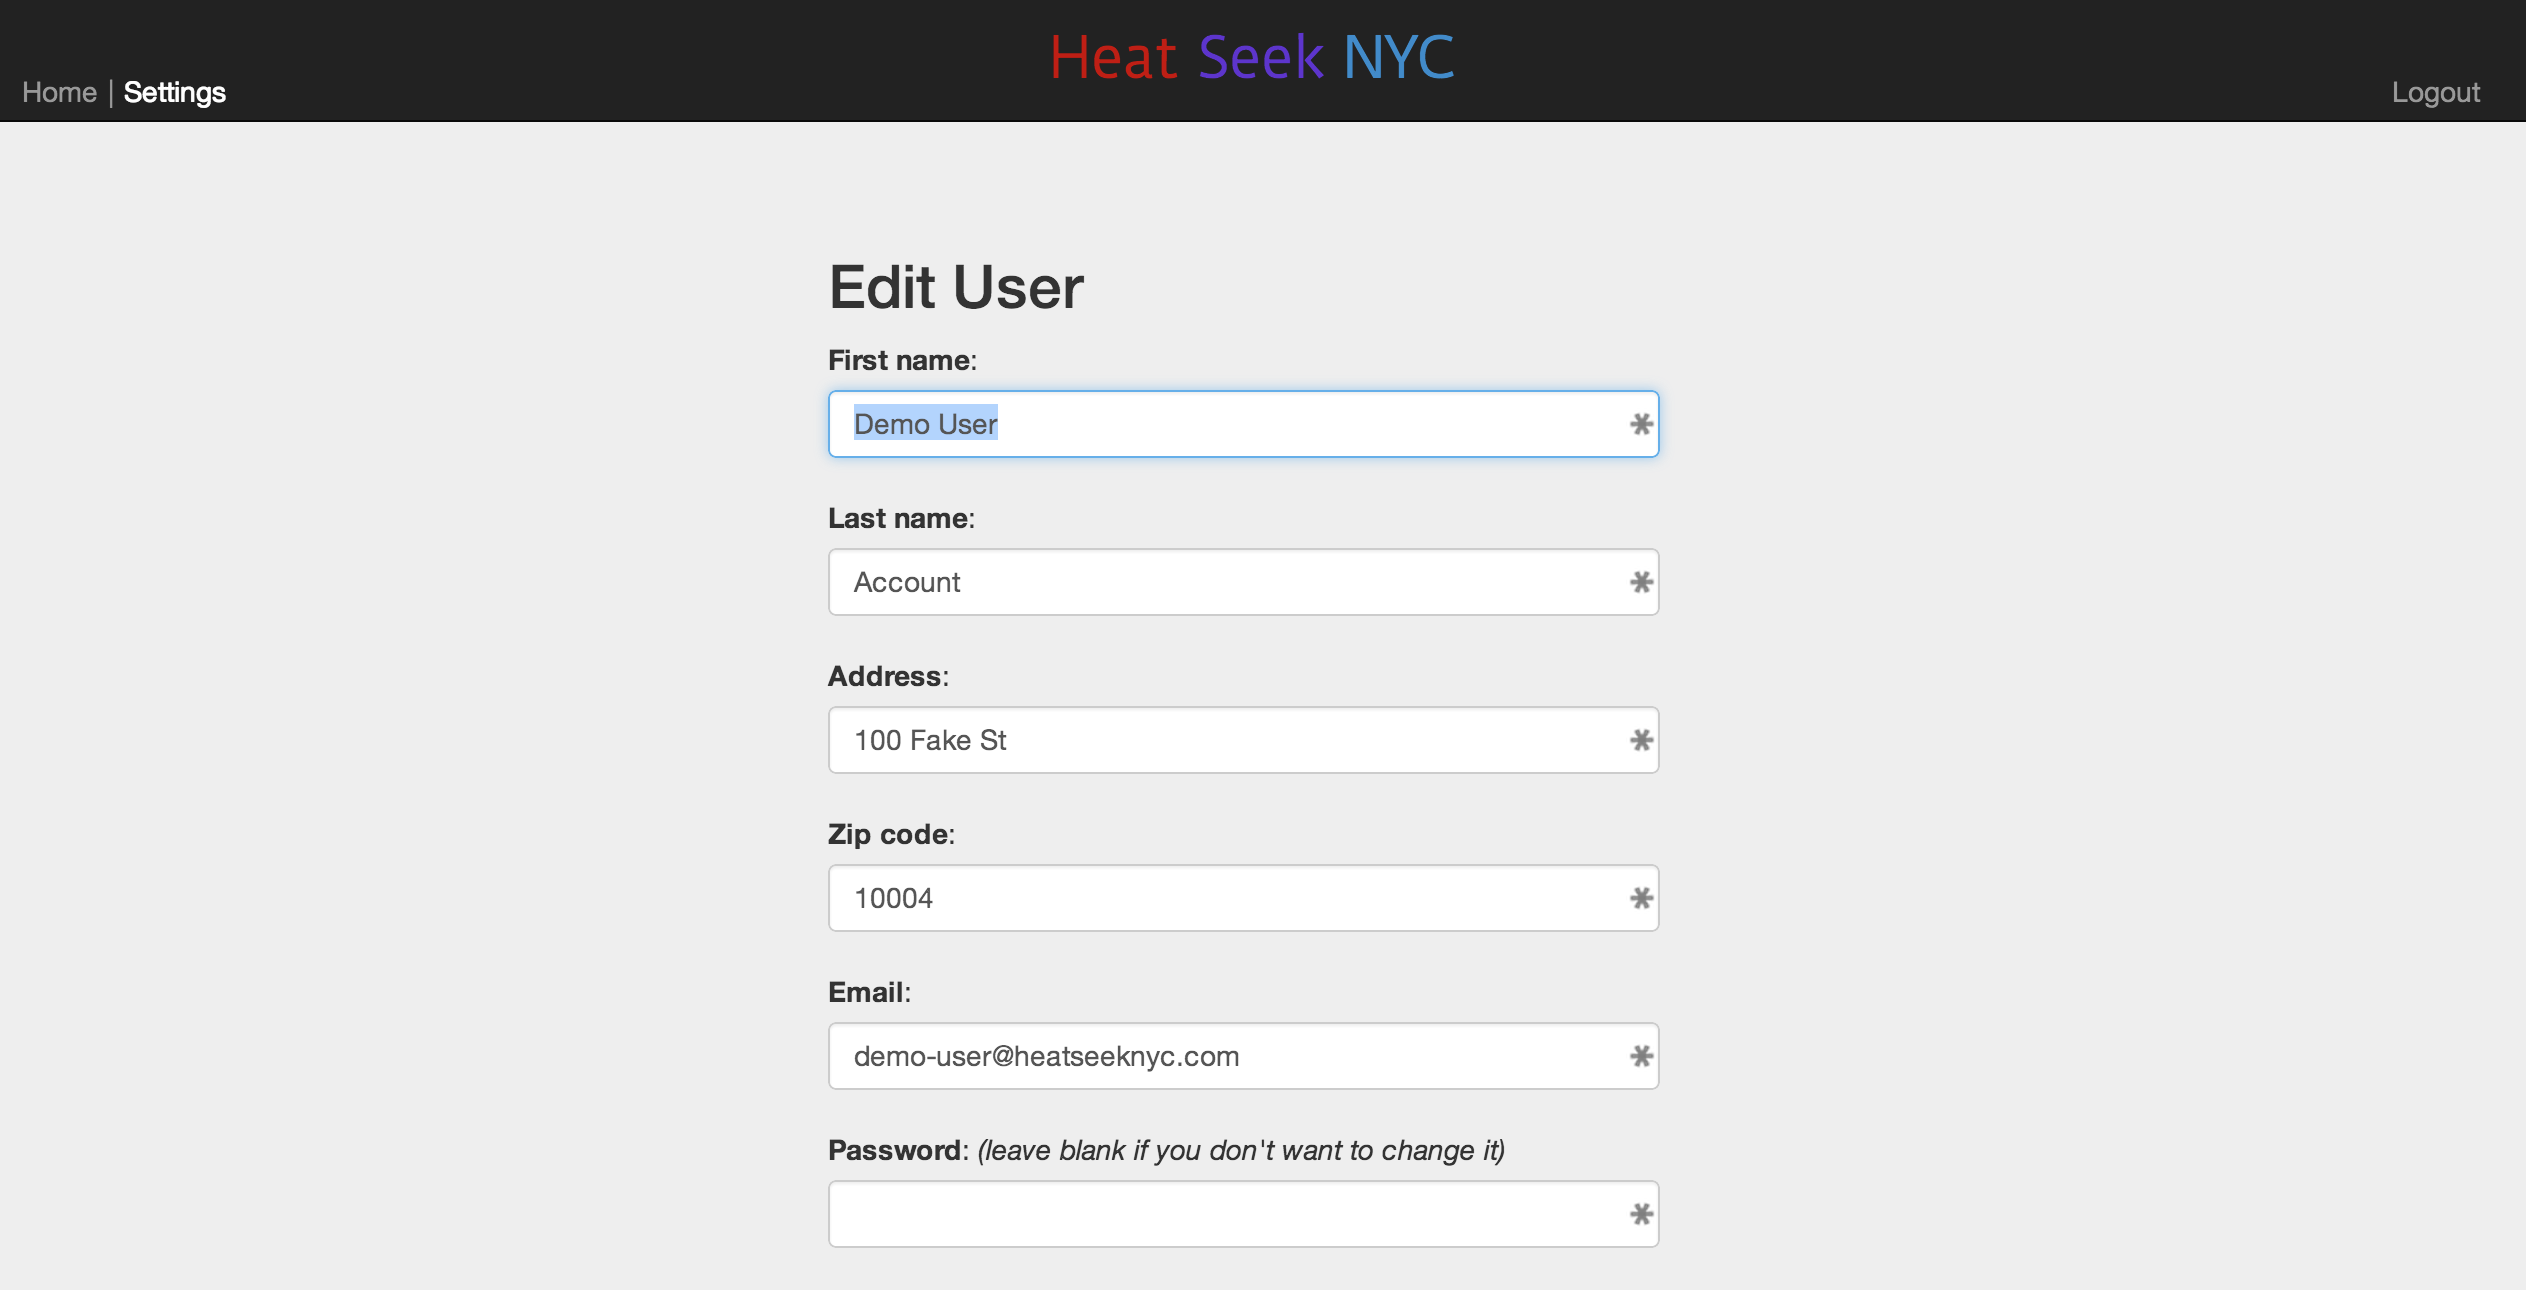 Heat Seek NYC
Home | Settings
Logout
Edit User
First name:
Demo User
Last name:
Account
Address:
100 Fake St
Zip code:
10004
Email:
demo-user@heatseeknyc.com
Password: (leave blank if you don't want to change it)